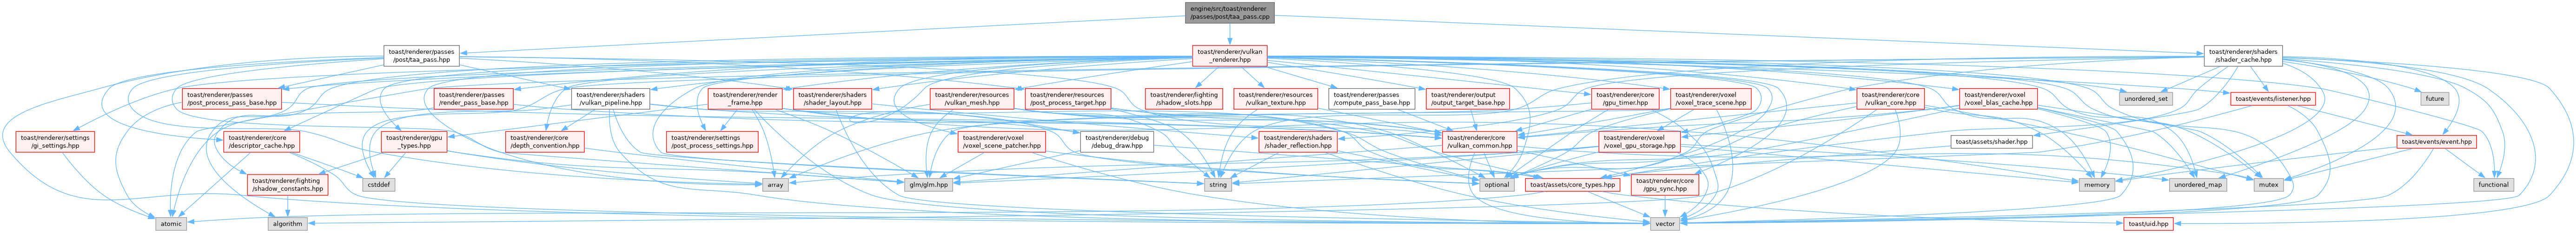 engine/src/toast/renderer
/passes/post/taa_pass.cpp
toast/renderer/passes
/post/taa_pass.hpp
toast/renderer/vulkan
_renderer.hpp
toast/renderer/shaders
/shader_cache.hpp
toast/renderer/passes
/post_process_pass_base.hpp
toast/renderer/passes
/render_pass_base.hpp
toast/renderer/shaders
/vulkan_pipeline.hpp
toast/renderer/render
_frame.hpp
toast/renderer/shaders
/shader_layout.hpp
toast/renderer/resources
/vulkan_mesh.hpp
toast/renderer/resources
/post_process_target.hpp
toast/renderer/lighting
/shadow_slots.hpp
toast/renderer/resources
/vulkan_texture.hpp
toast/renderer/passes
/compute_pass_base.hpp
toast/renderer/output
/output_target_base.hpp
toast/renderer/core
/gpu_timer.hpp
toast/renderer/voxel
/voxel_trace_scene.hpp
toast/renderer/core
/vulkan_core.hpp
toast/renderer/voxel
/voxel_blas_cache.hpp
unordered_set
toast/events/listener.hpp
future
toast/renderer/settings
/gi_settings.hpp
toast/renderer/core
/descriptor_cache.hpp
toast/renderer/gpu
_types.hpp
toast/renderer/core
/depth_convention.hpp
toast/renderer/settings
/post_process_settings.hpp
toast/renderer/voxel
/voxel_scene_patcher.hpp
toast/renderer/debug
/debug_draw.hpp
toast/renderer/shaders
/shader_reflection.hpp
toast/renderer/core
/vulkan_common.hpp
toast/renderer/voxel
/voxel_gpu_storage.hpp
toast/assets/shader.hpp
toast/events/event.hpp
toast/renderer/lighting
/shadow_constants.hpp
cstddef
array
glm/glm.hpp
string
optional
toast/assets/core_types.hpp
toast/renderer/core
/gpu_sync.hpp
memory
unordered_map
mutex
functional
atomic
algorithm
vector
toast/uid.hpp